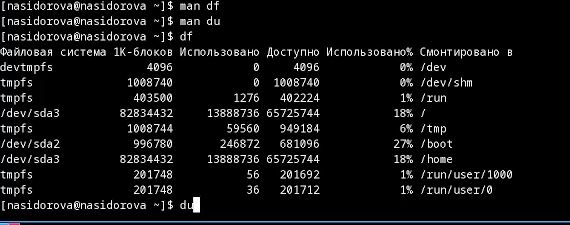 [nasidorova@nasidorova ~]$ man df
[nasidorova@nasidorova ~]$ man du
[nasidorova@nasidorova ~]$ df
Файловая система 1K-блоков Использовано Доступно Использовано% Смонтировано в
devtmpfs 4096 0 4096 0% /dev
tmpfs 1008740 0 1008740 0% /dev/shm
tmpfs 403500 1276 402224 1% /run
/dev/sda3 82834432 13888736 65725744 18% /
tmpfs 1008744 59560 949184 6% /tmp
/dev/sda2 996780 246872 681096 27% /boot
/dev/sda3 82834432 13888736 65725744 18% /home
tmpfs 201748 56 201692 1% /run/user/1000
tmpfs 201748 36 201712 1% /run/user/0
[nasidorova@nasidorova ~]$ du